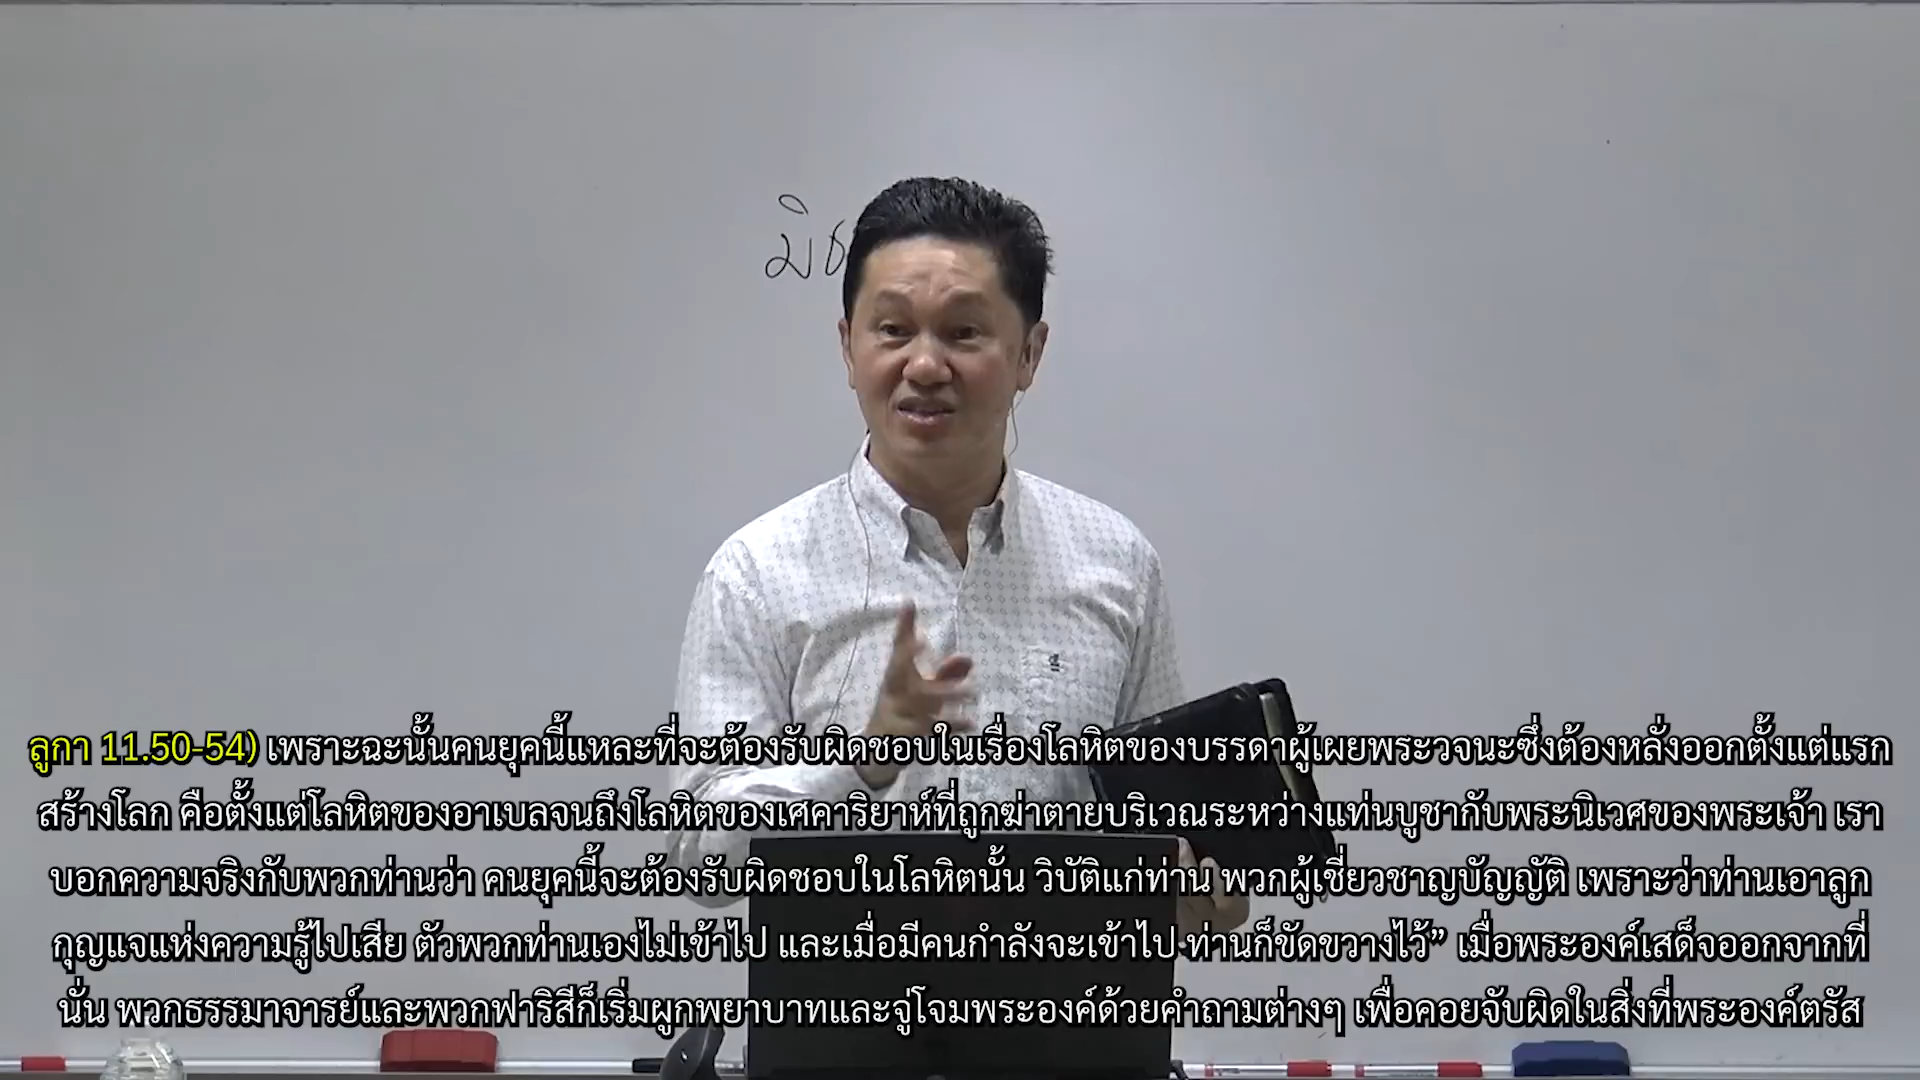 มิช
ลูกา 11.50-54) เพราะฉะนั้นคนยุคนี้แหละที่จะต้องรับผิดชอบในเรื่องโลหิตของบรรดาผู้เผยพระวจนะซึ่งต้องหลั่งออกตั้งแต่แรก
สร้างโลก คือตั้งแต่โลหิตของอาเบลจนถึงโลหิตของเศคาริยาห์ที่ถูกฆ่าตายบริเวณระหว่างแท่นบูชากับพระนิเวศของพระเจ้า เรา
บอกความจริงกับพวกท่านว่า คนยุคนี้จะต้องรับผิดชอบในโลหิตนั้น วิบัติแก่ท่าน พวกผู้เชี่ยวชาญบัญญัติ เพราะว่าท่านเอาลูก
กุญแจแห่งความรู้ไปเสีย ตัวพวกท่านเองไม่เข้าไป และเมื่อมีคนกำลังจะเข้าไป ท่านก็ขัดขวางไว้” เมื่อพระองค์เสด็จออกจากที่
นั่น พวกธรรมาจารย์และพวกฟาริสีก็เริ่มผูกพยาบาทและจู่โจมพระองค์ด้วยคำถามต่างๆ เพื่อคอยจับผิดในสิ่งที่พระองค์ตรัส